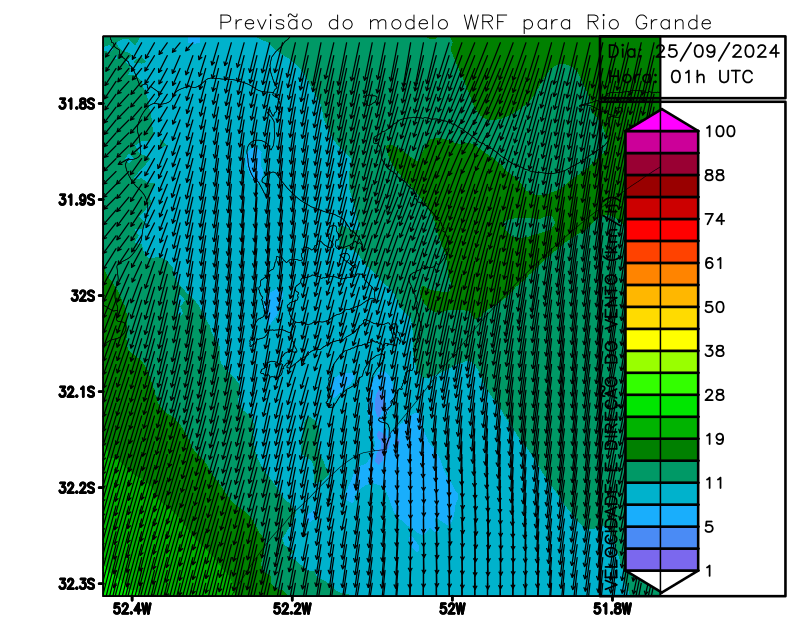 Previsão do modelo WRF para Rio Grande
Dia: 25/09/2024
Hora: 01h UTC
31.8S
31.9S
32S
32.1S
32.2S
32.3S
52.4W
52.2W
52W
51.8W
100
88
74
61
50
38
28
19
11
5
1
VELOCIDADE E DIREÇÃO DO VENTO (km/h)